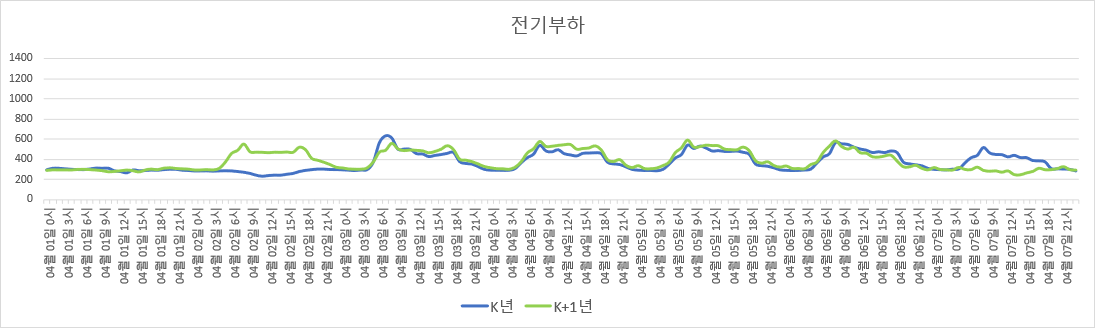 전기부하
1400
1200
1000
800
600
400
200
0
04월 01일 0시
04월 01일 3시
04월 01일 6시
04월 01일 9시
04월 01일 12시
04월 01일 15시
04월 01일 18시
04월 01일 21시
04월 02일 0시
04월 02일 3시
04월 02일 6시
04월 02일 9시
04월 02일 12시
04월 02일 15시
04월 02일 18시
04월 02일 21시
04월 03일 0시
04월 03일 3시
04월 03일 6시
04월 03일 9시
04월 03일 12시
04월 03일 15시
04월 03일 18시
04월 03일 21시
04월 04일 0시
04월 04일 3시
04월 04일 6시
04월 04일 9시
04월 04일 12시
04월 04일 15시
04월 04일 18시
04월 04일 21시
04월 05일 0시
04월 05일 3시
04월 05일 6시
04월 05일 9시
04월 05일 12시
04월 05일 15시
04월 05일 18시
04월 05일 21시
04월 06일 0시
04월 06일 3시
04월 06일 6시
04월 06일 9시
04월 06일 12시
04월 06일 15시
04월 06일 18시
04월 06일 21시
04월 07일 0시
04월 07일 3시
04월 07일 6시
04월 07일 9시
04월 07일 12시
04월 07일 15시
04월 07일 18시
04월 07일 21시
K년 K+1년